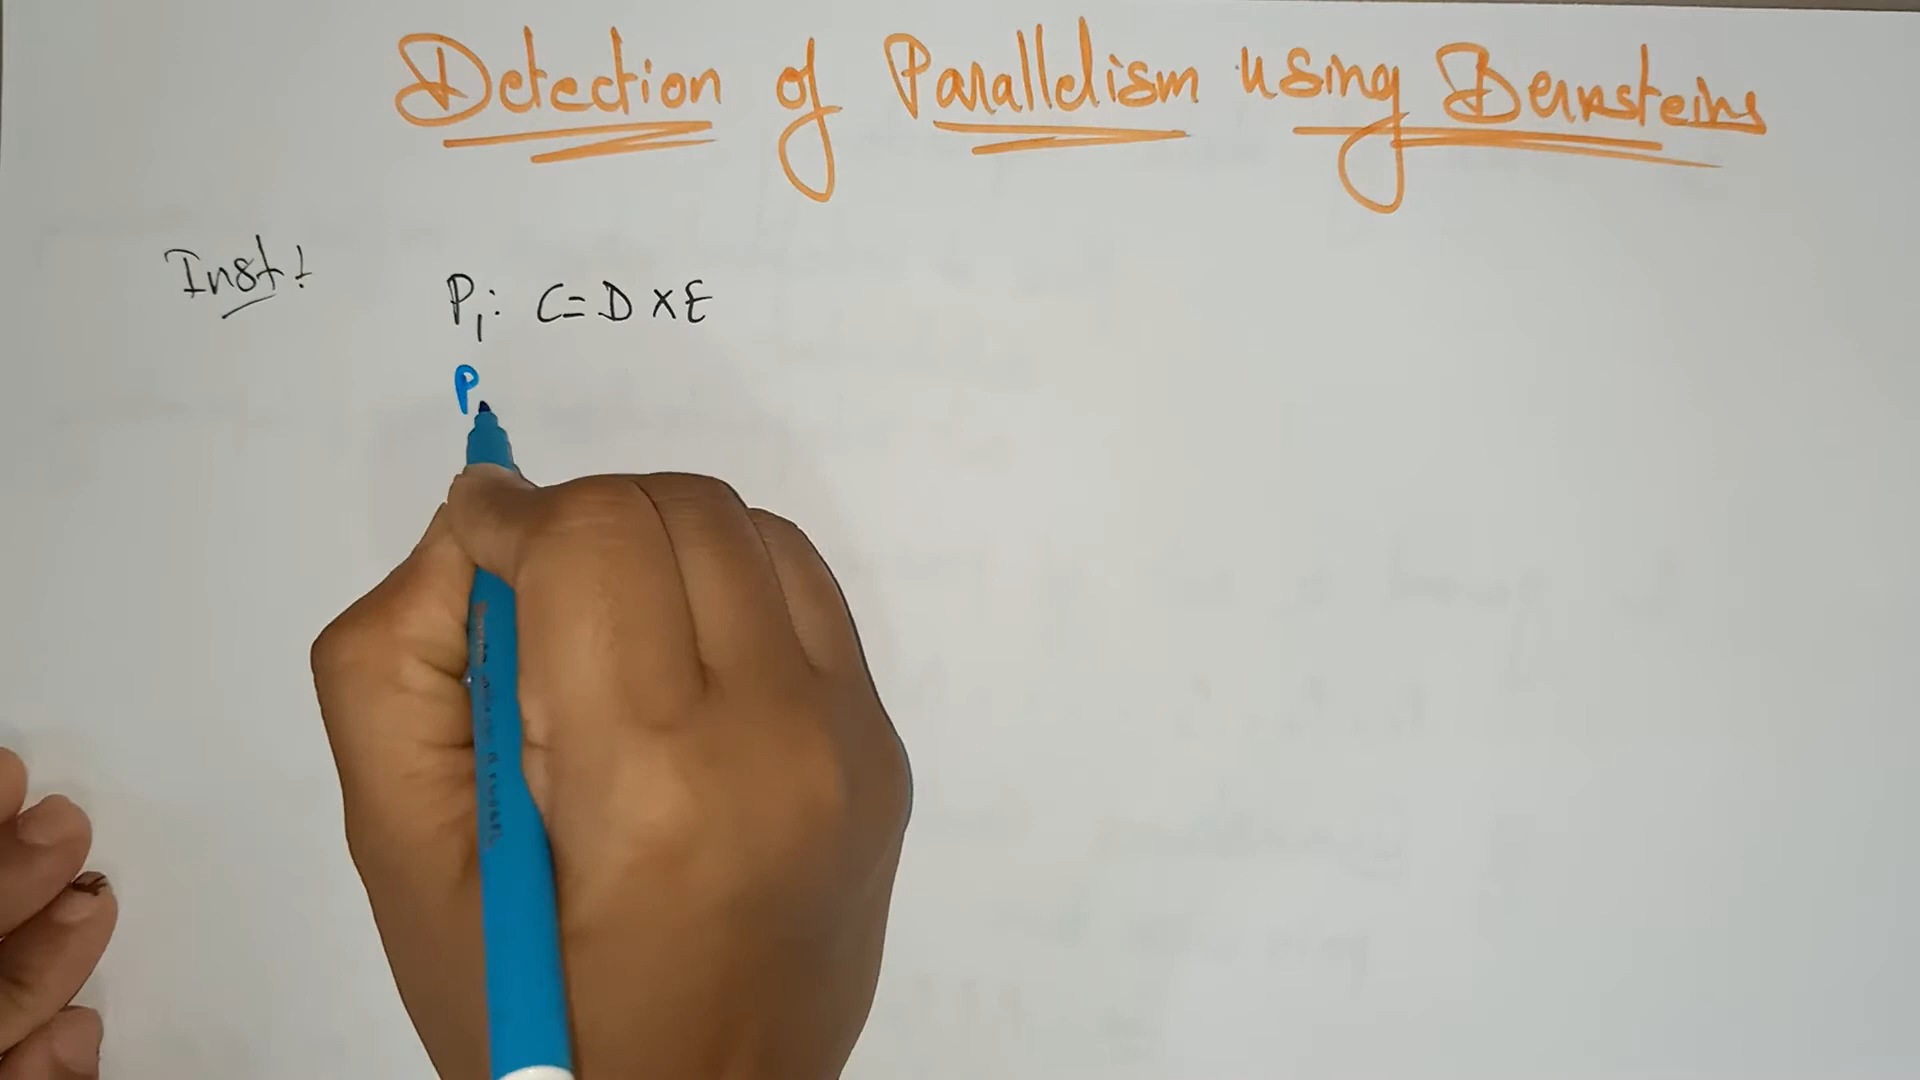 Detection of Parallelism using Bernsteins
Inst:
P1: C = D × E
P